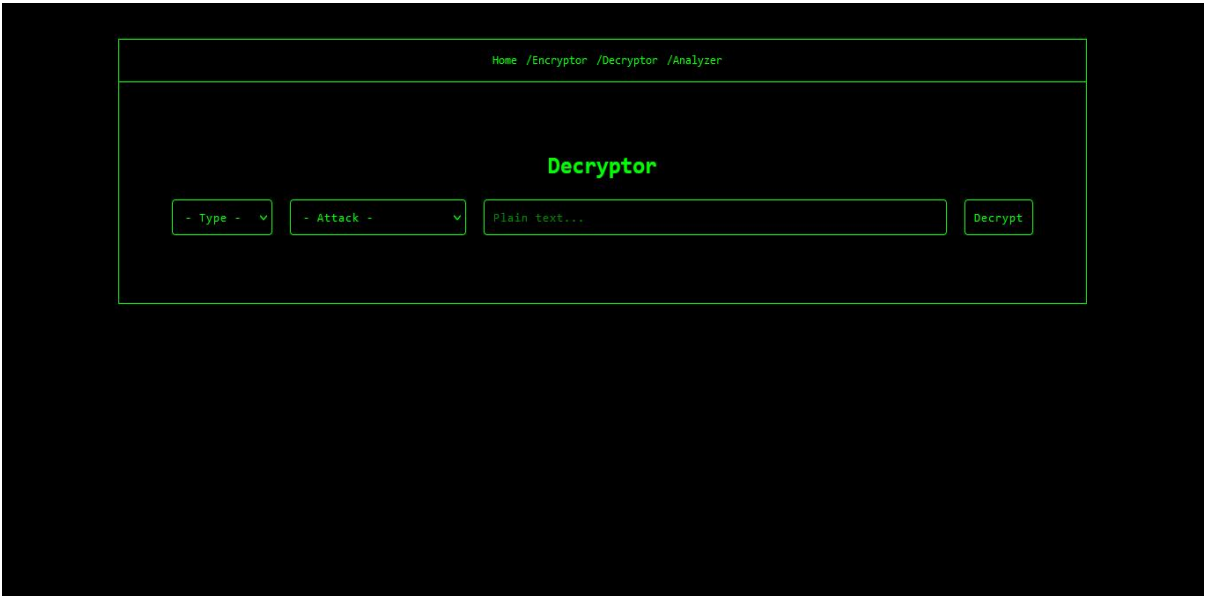 Home /Encryptor /Decryptor /Analyzer
Decryptor
- Type - - Attack - Plain text... Decrypt